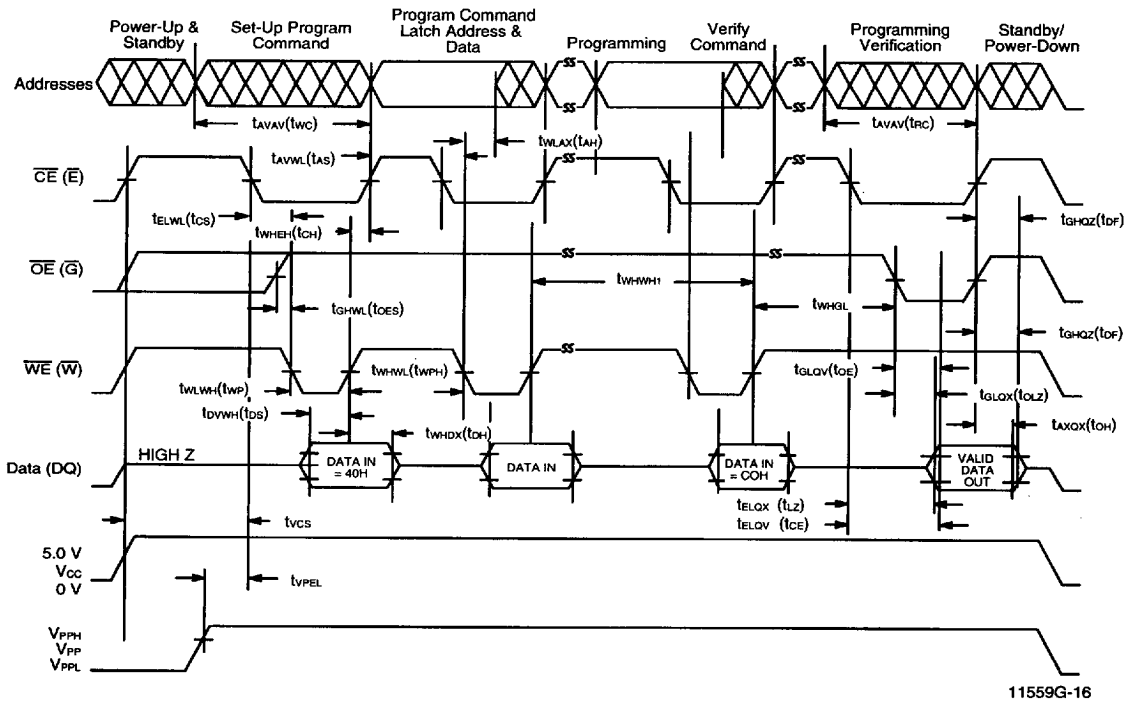 Power-Up & Standby
Set-Up Program Command
Program Command Latch Address & Data
Programming
Verify Command
Programming Verification
Standby/ Power-Down
Addresses
tAVAV(tWC)
tWLAX(tAH)
tAVAV(tRC)
tAVWL(tAS)
CE (E)
tELWL(tCS)
tWHEH(tCH)
tGHQZ(tDF)
OE (G)
tWHWH1
tWHGL
tGHWL(tOES)
tGHQZ(tDF)
WE (W)
tWLWH(tWP)
tWHWL(tWPH)
tGLQV(tOE)
tGLQX(tOLZ)
tDVWH(tDS)
tWHDX(tDH)
tAXQX(tOH)
HIGH Z
Data (DQ)
DATA IN = 40H
DATA IN
DATA IN = COH
VALID DATA OUT
tELQX (tLZ)
tVCS
tELQV (tCE)
5.0 V
VCC
0 V
tVPEL
VPPH
VPP
VPPL
11559G-16